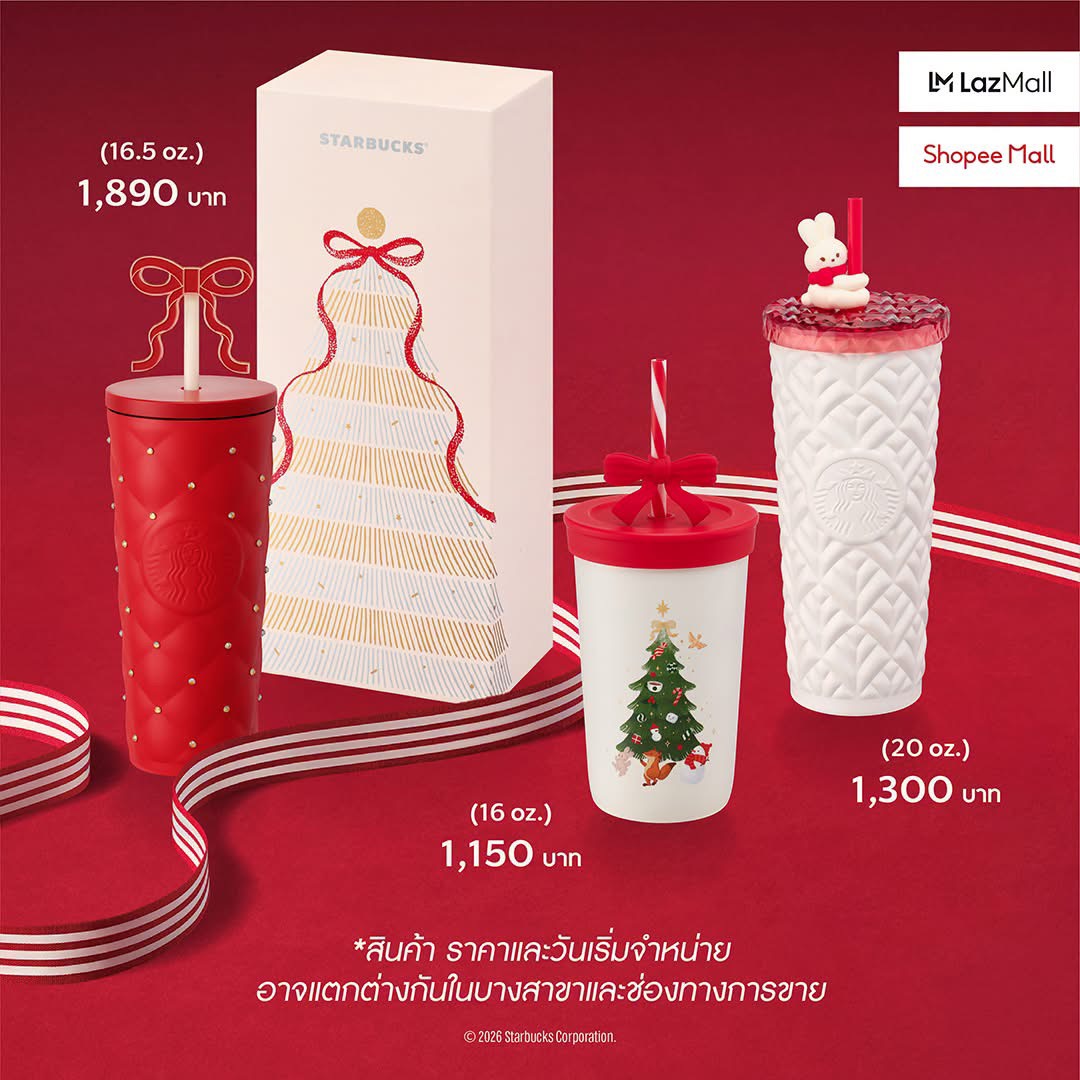 LM LazMall
Shopee Mall
STARBUCKS®
(16.5 oz.)
1,890 บาท
(20 oz.)
1,300 บาท
(16 oz.)
1,150 บาท
*สินค้า ราคาและวันเริ่มจำหน่าย
อาจแตกต่างกันในบางสาขาและช่องทางการขาย
© 2026 Starbucks Corporation.